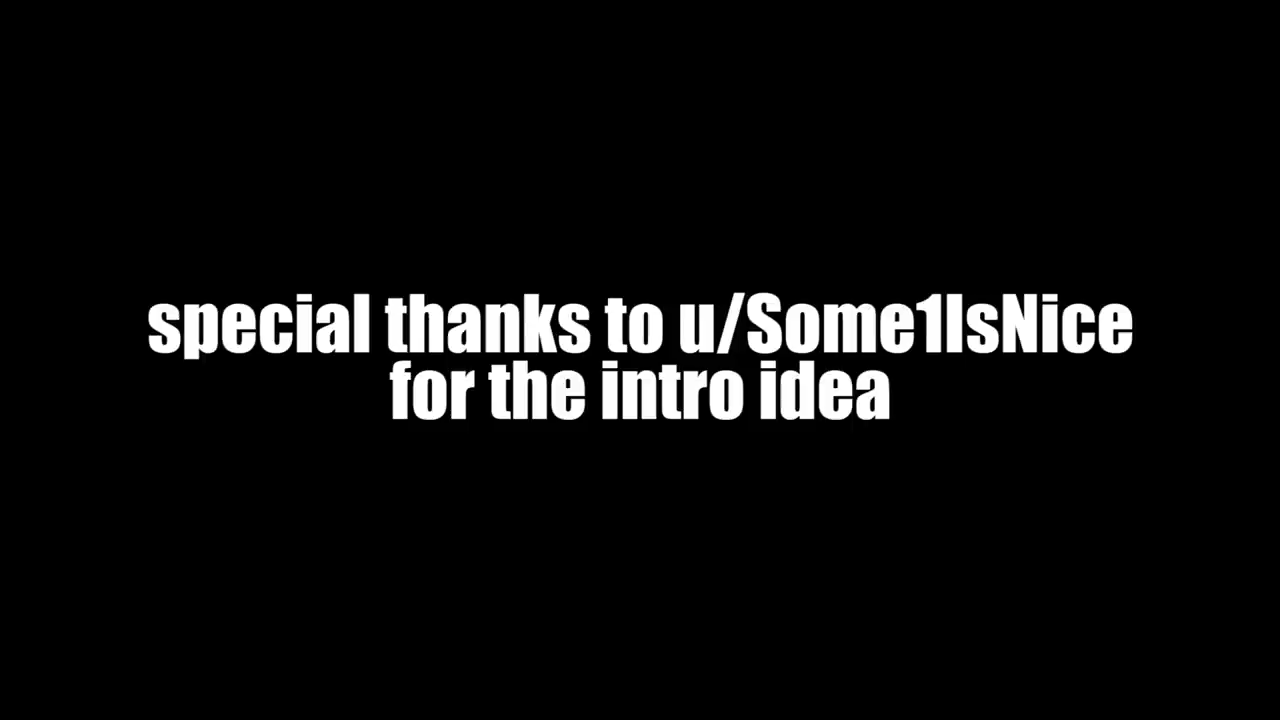 special thanks to u/Some1IsNice
for the intro idea